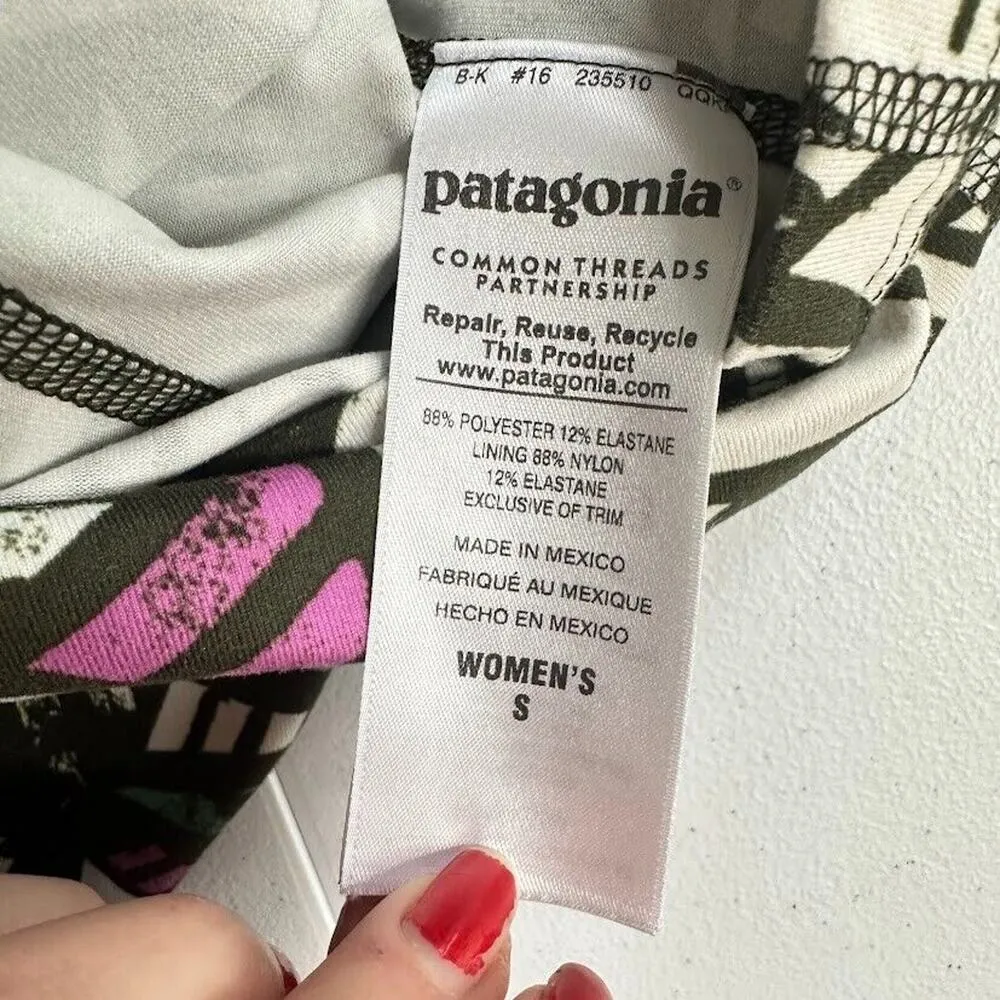 B-K #16 235510
patagonia®
COMMON THREADS
PARTNERSHIP
Repair, Reuse, Recycle
This Product
www.patagonia.com
88% POLYESTER 12% ELASTANE
LINING 88% NYLON
12% ELASTANE
EXCLUSIVE OF TRIM
MADE IN MEXICO
FABRIQUÉ AU MEXIQUE
HECHO EN MEXICO
WOMEN'S
S